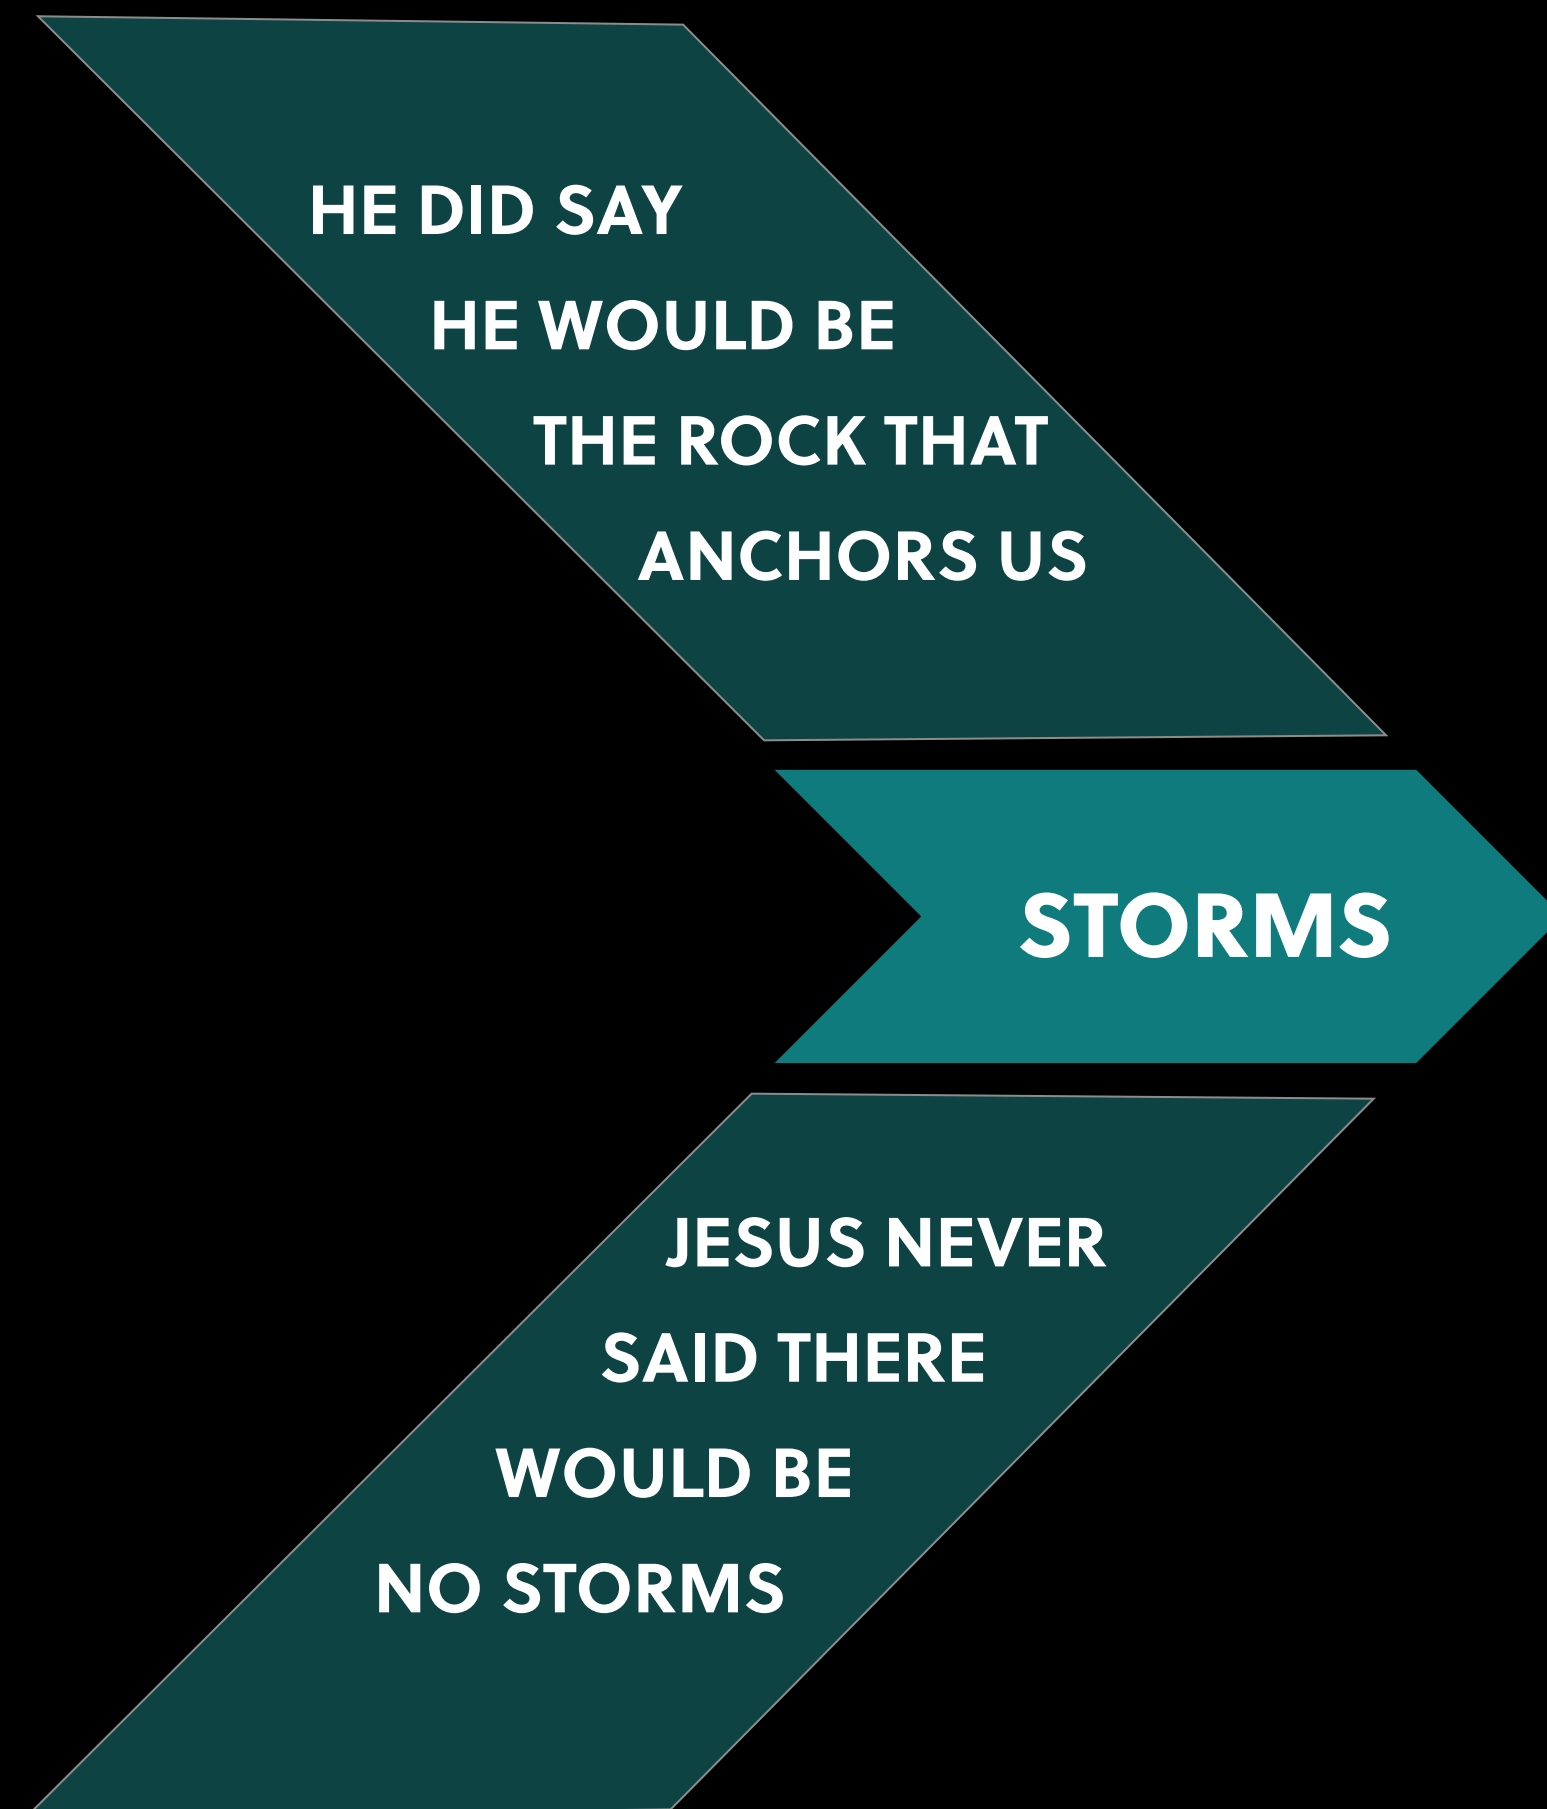 HE DID SAY
HE WOULD BE
THE ROCK THAT
ANCHORS US
STORMS
JESUS NEVER
SAID THERE
WOULD BE
NO STORMS